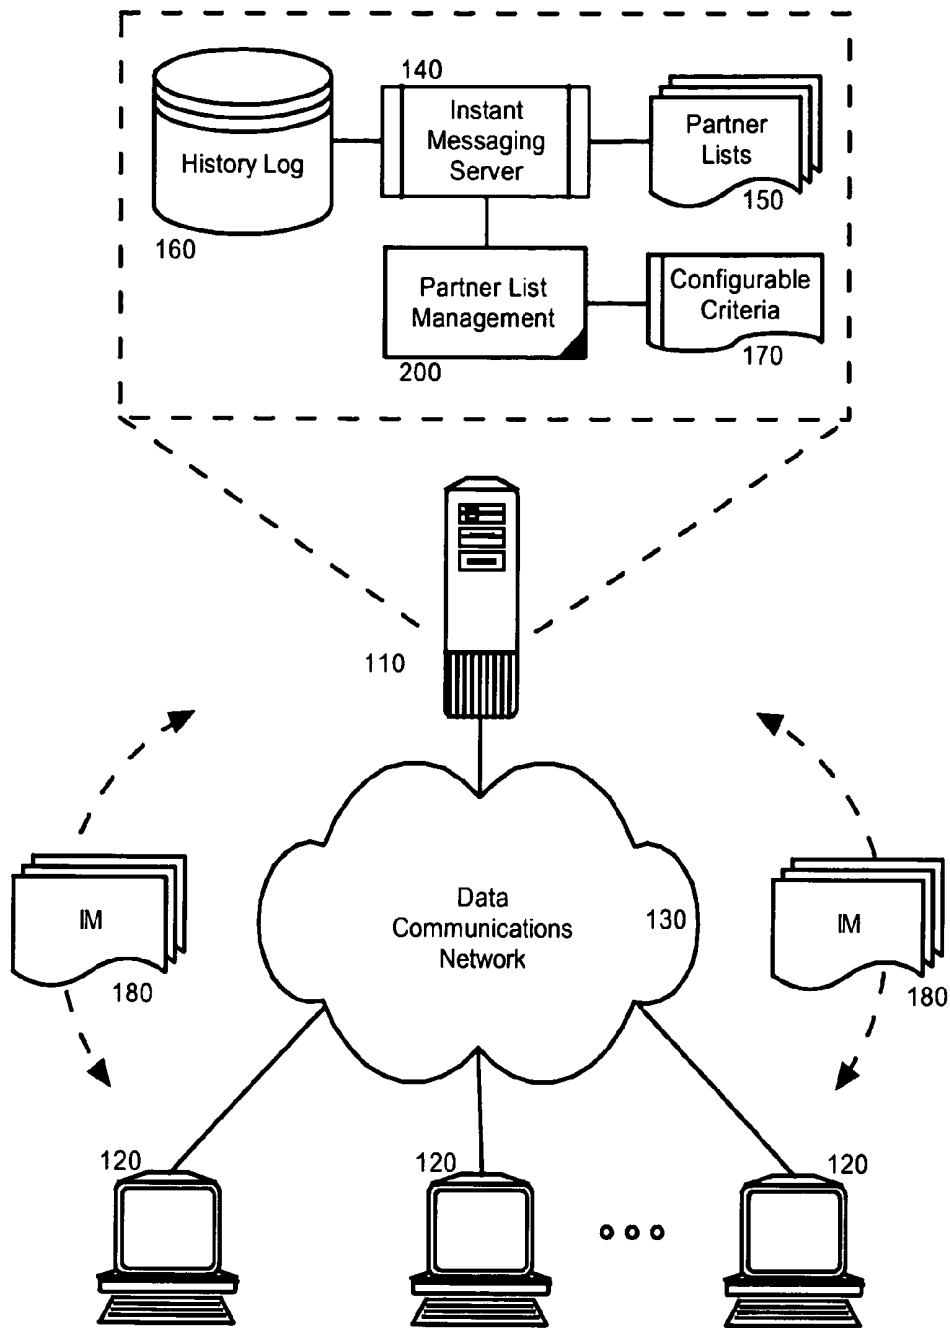 140
Instant
Messaging
Server
History Log
160
Partner
Lists
150
Partner List
Management
200
Configurable
Criteria
170
110
Data
Communications
Network
130
IM
180
IM
180
120
120
120